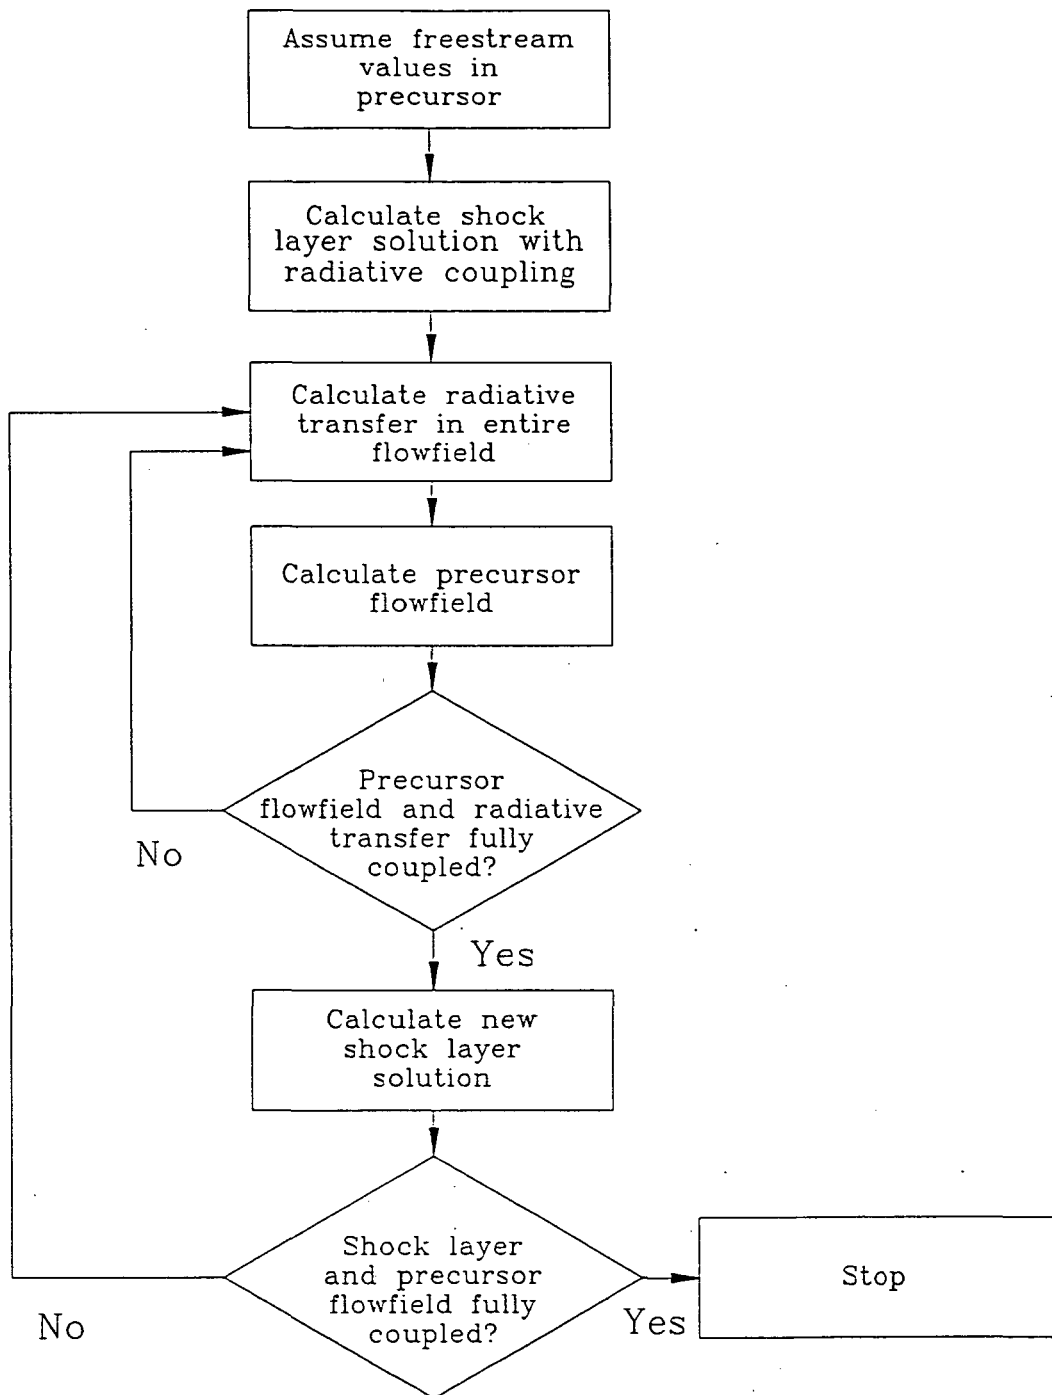 Assume freestream
values in
precursor
Calculate shock
layer solution with
radiative coupling
Calculate radiative
transfer in entire
flowfield
Calculate precursor
flowfield
Precursor
flowfield and radiative
transfer fully
coupled?
No
Yes
Calculate new
shock layer
solution
Shock layer
and precursor
flowfield fully
coupled?
No
Yes
Stop